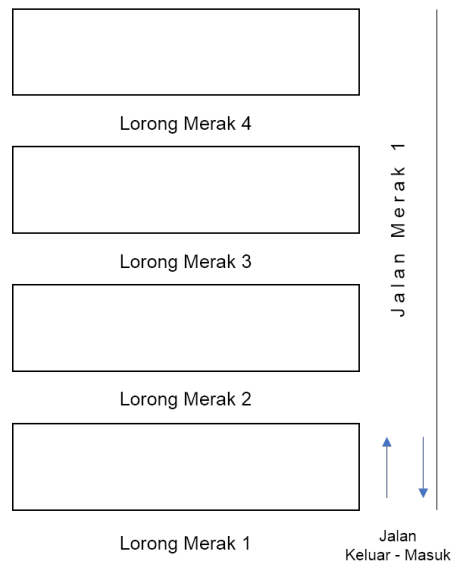 Lorong Merak 4
Jalan Merak 1
Lorong Merak 3
Lorong Merak 2
Lorong Merak 1
Jalan
Keluar - Masuk